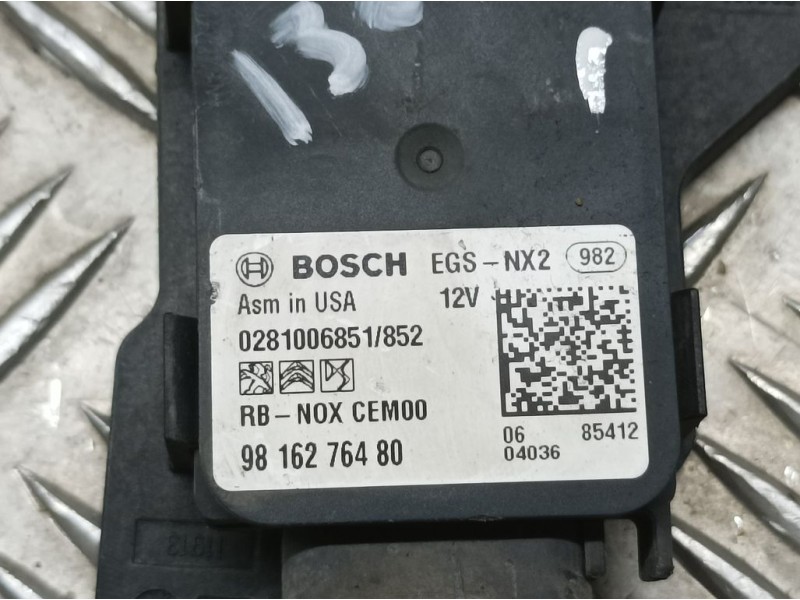 13
BOSCH EGS-NX2 982
Asm in USA 12V
0281006851/852
RB-NOX CEM00
98 162 764 80
06 85412
04036